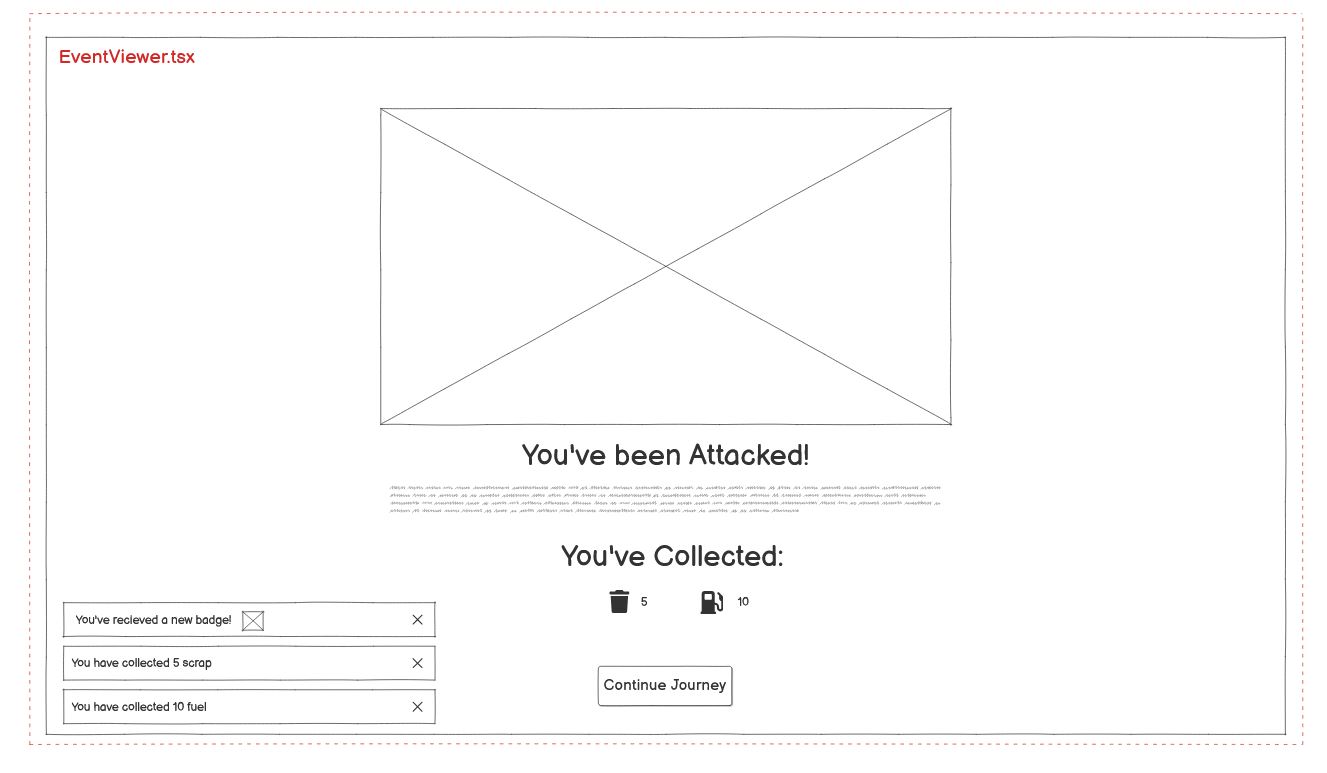 EventViewer.tsx
You've been Attacked!
You've Collected:
5
10
You've recieved a new badge!
You have collected 5 scrap
You have collected 10 fuel
Continue Journey